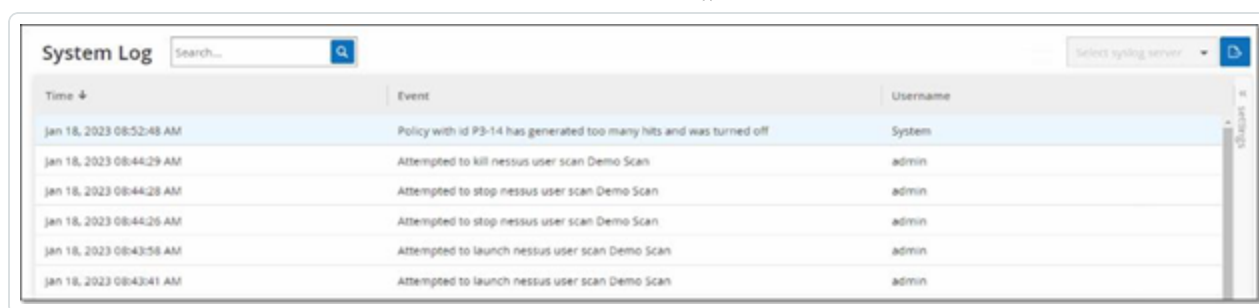 System Log Search... Select syslog server
Time Event Username
Jan 18, 2023 08:52:48 AM Policy with id P3-14 has generated too many hits and was turned off System
Jan 18, 2023 08:44:29 AM Attempted to kill nessus user scan Demo Scan admin
Jan 18, 2023 08:44:28 AM Attempted to stop nessus user scan Demo Scan admin
Jan 18, 2023 08:44:26 AM Attempted to stop nessus user scan Demo Scan admin
Jan 18, 2023 08:43:58 AM Attempted to launch nessus user scan Demo Scan admin
Jan 18, 2023 08:43:41 AM Attempted to launch nessus user scan Demo Scan admin
settings